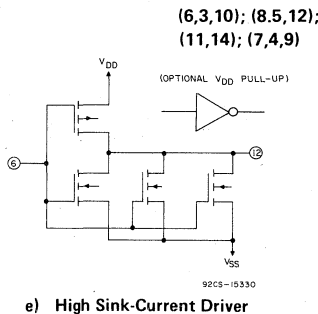 (6,3,10); (8.5,12);
(11,14); (7,4,9)
VDD
(OPTIONAL VDD PULL-UP)
6
12
VSS
92CS-15330
e) High Sink-Current Driver